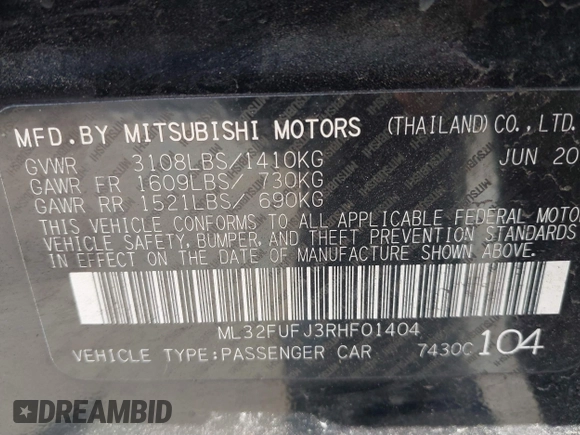 MFD.BY MITSUBISHI MOTORS (THAILAND)CO.,LTD.
GVWR 3108LBS/1410KG JUN 20
GAWR FR 1609LBS/ 730KG
GAWR RR 1521LBS/ 690KG
THIS VEHICLE CONFORMS TO ALL APPLICABLE FEDERAL MOTO
VEHICLE SAFETY, BUMPER, AND THEFT PREVENTION STANDARDS
IN EFFECT ON THE DATE OF MANUFACTURE SHOWN ABOVE.
ML32FUFJ3RHF01404
VEHICLE TYPE:PASSENGER CAR 7430C 104
DREAMBID